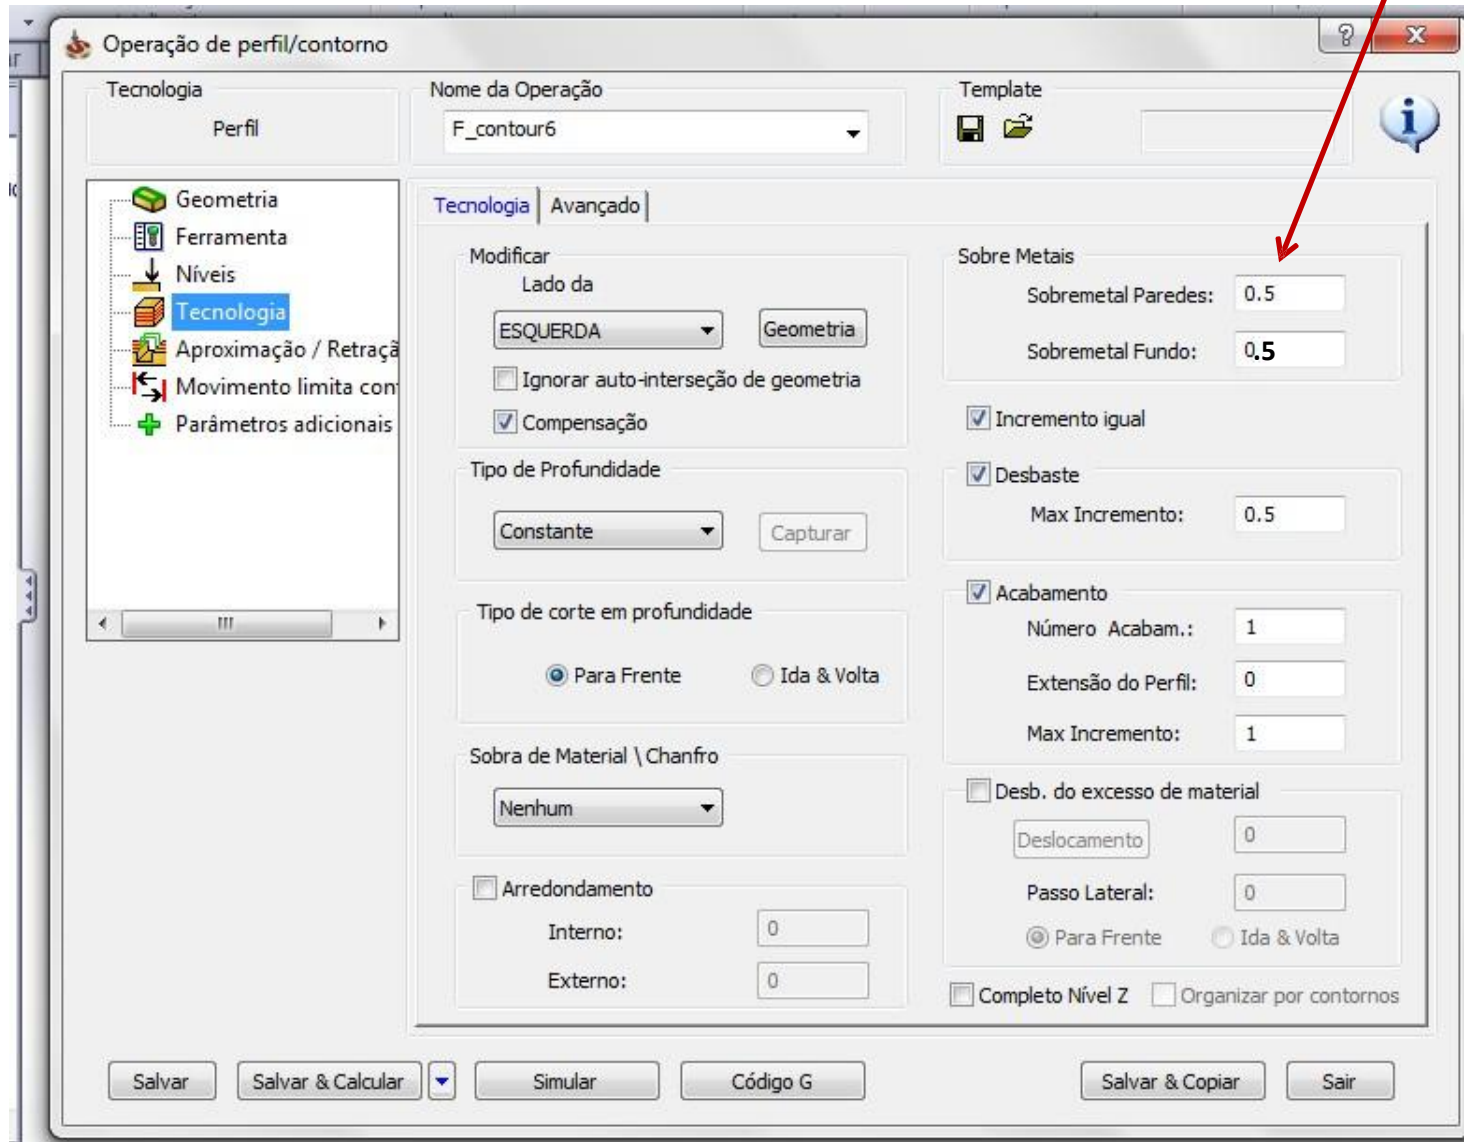 Operação de perfil/contorno
Tecnologia
Perfil
Nome da Operação
F_contour6
Template
Geometria
Ferramenta
Níveis
Tecnologia
Aproximação / Retraçã
Movimento limita con
Parâmetros adicionais
Tecnologia
Avançado
Modificar
Lado da
ESQUERDA
Geometria
Ignorar auto-interseção de geometria
Compensação
Tipo de Profundidade
Constante
Capturar
Tipo de corte em profundidade
Para Frente
Ida & Volta
Sobra de Material \ Chanfro
Nenhum
Arredondamento
Interno: 0
Externo: 0
Sobre Metais
Sobremetal Paredes: 0.5
Sobremetal Fundo: 0.5
Incremento igual
Desbaste
Max Incremento: 0.5
Acabamento
Número Acabam.: 1
Extensão do Perfil: 0
Max Incremento: 1
Desb. do excesso de material
Deslocamento 0
Passo Lateral: 0
Para Frente
Ida & Volta
Completo Nível Z
Organizar por contornos
Salvar
Salvar & Calcular
Simular
Código G
Salvar & Copiar
Sair